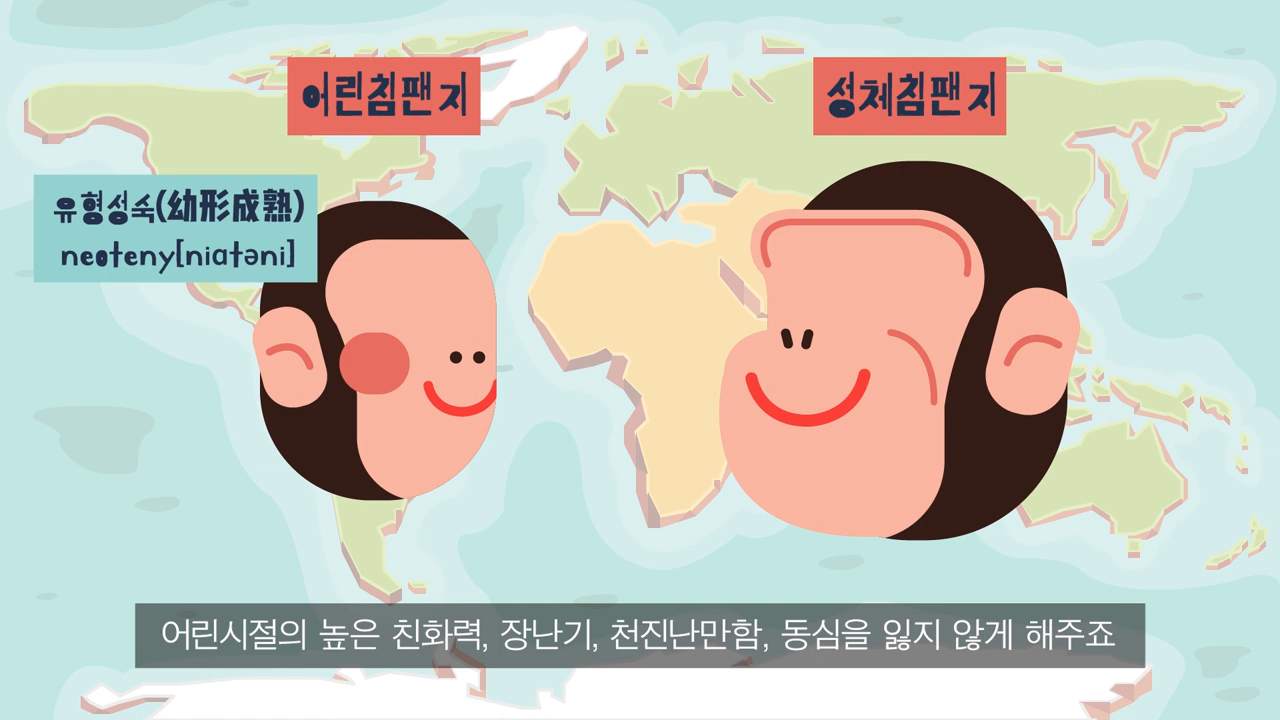 어린침팬지
성체침팬지
유형성숙(幼形成熟)
neoteny[niatəni]
어린시절의 높은 친화력, 장난기, 천진난만함, 동심을 잃지 않게 해주죠